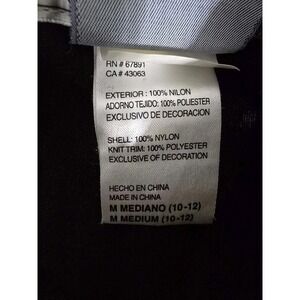 RN # 67891
CA # 43063
EXTERIOR : 100% NILON
ADORNO TEJIDO: 100% POLIESTER
EXCLUSIVO DE DECORACION
SHELL: 100% NYLON
KNIT TRIM: 100% POLYESTER
EXCLUSIVE OF DECORATION
HECHO EN CHINA
MADE IN CHINA
M MEDIANO (10-12)
M MEDIUM (10-12)